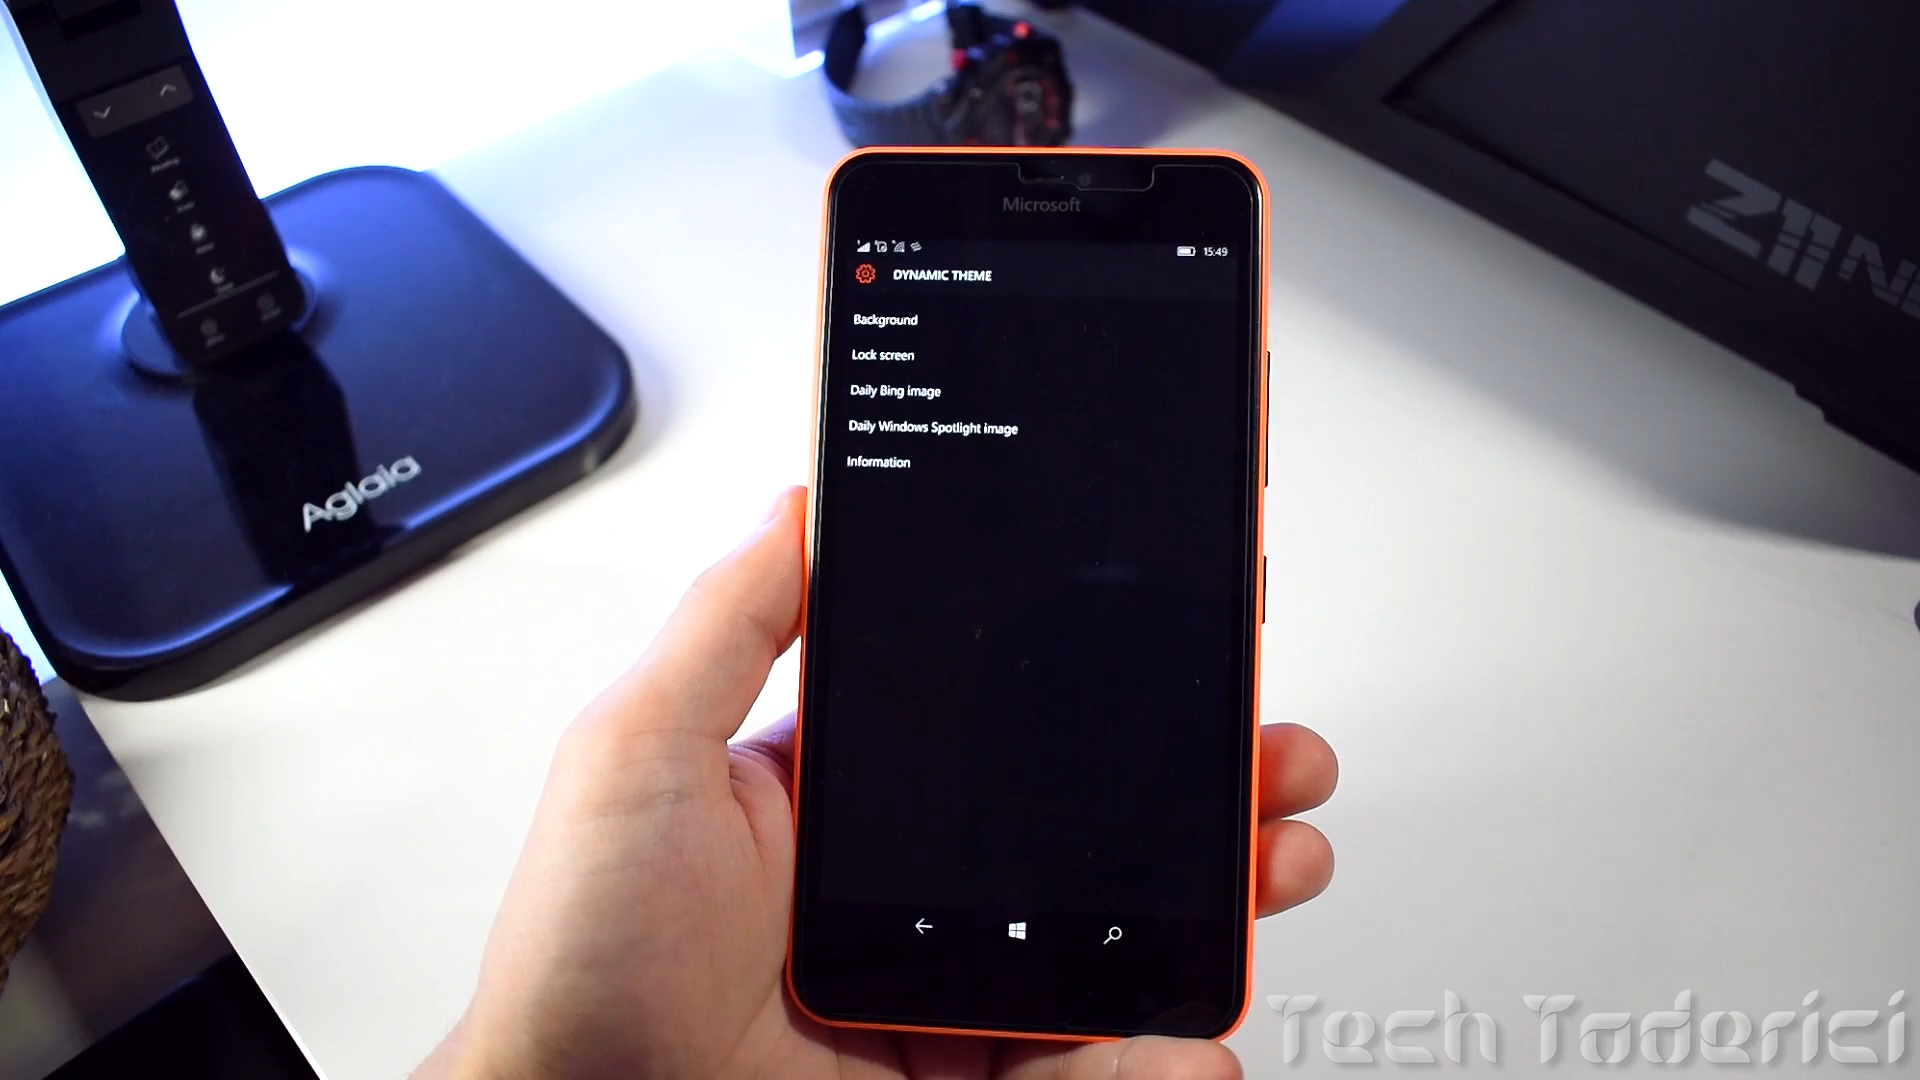 Microsoft
15:49
DYNAMIC THEME
Background
Lock screen
Daily Bing image
Daily Windows Spotlight image
Information
Aglaia
Tech Toderici